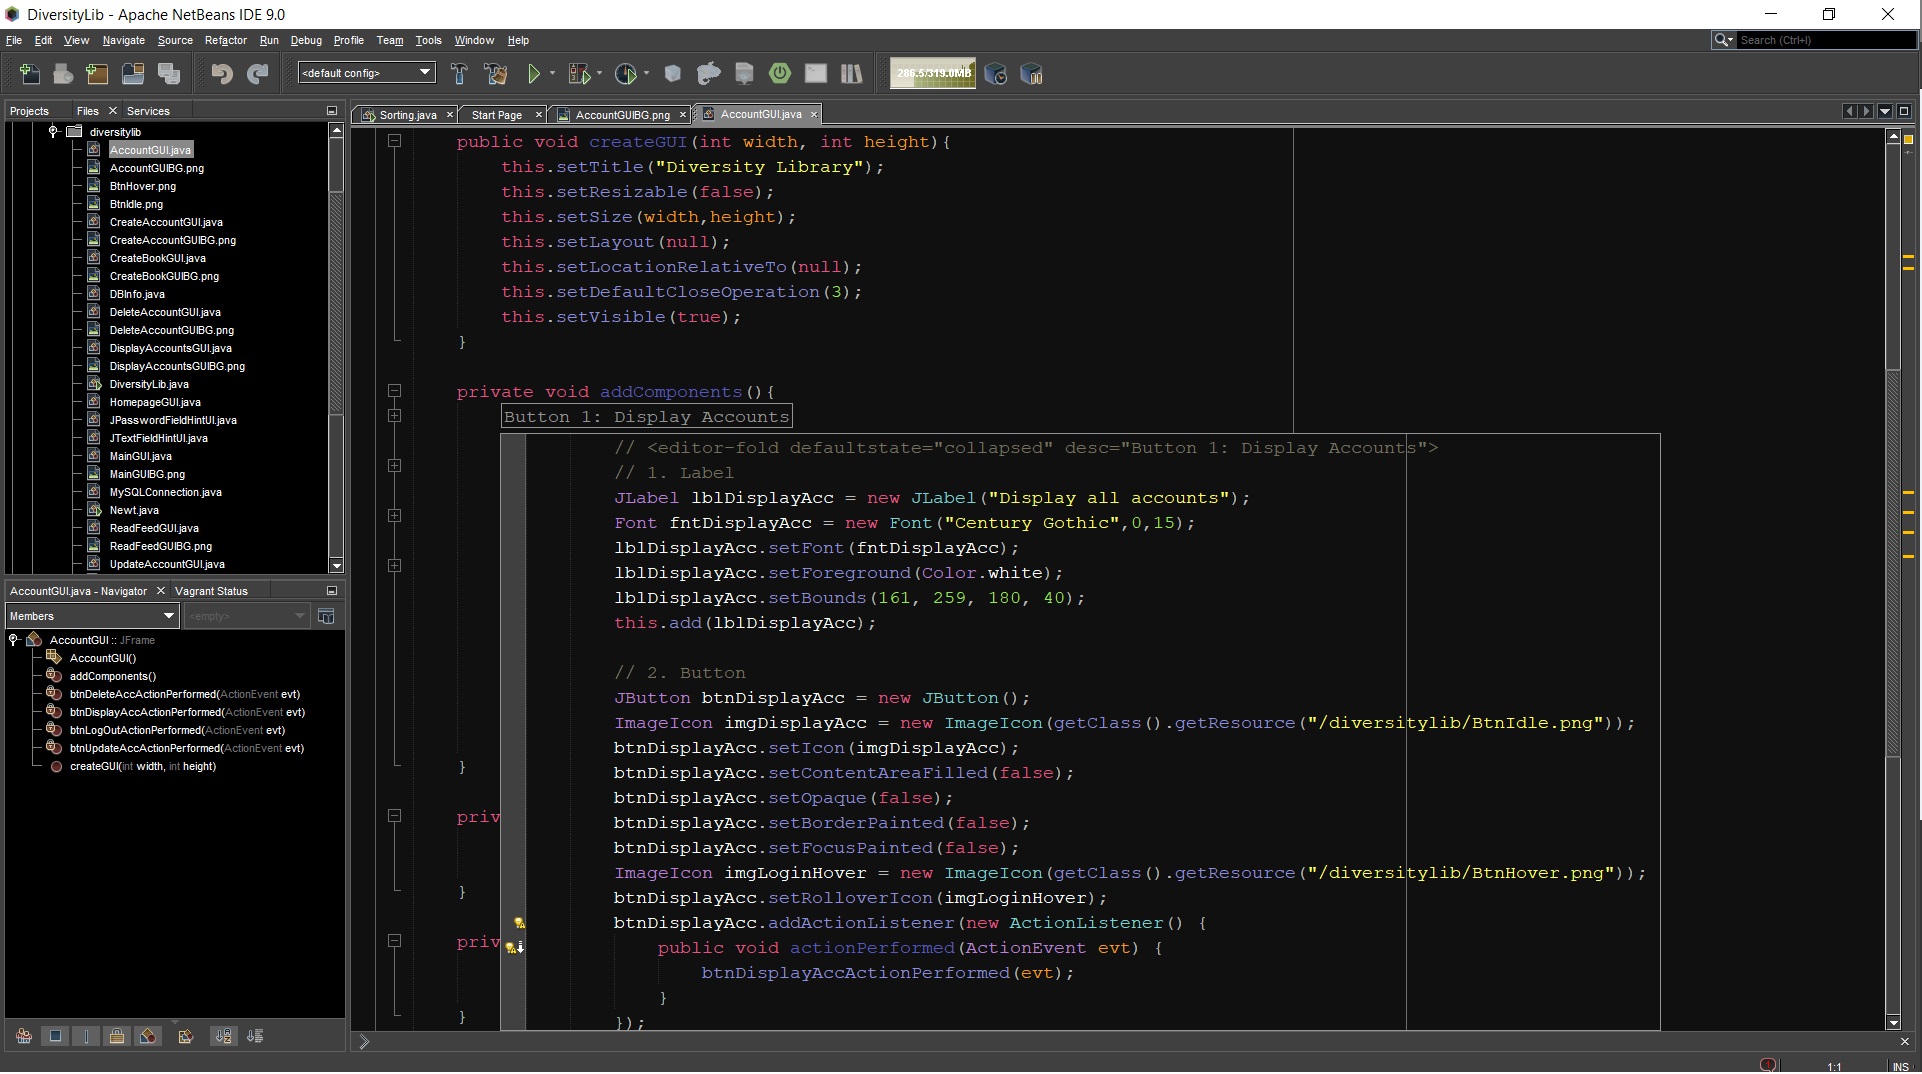 DiversityLib - Apache NetBeans IDE 9.0
File Edit View Navigate Source Refactor Run Debug Profile Team Tools Window Help
Search (Ctrl+I)
<default config>
286.5/319.0MB
Projects Files Services
diversitylib
AccountGUI.java
AccountGUIBG.png
BtnHover.png
BtnIdle.png
CreateAccountGUI.java
CreateAccountGUIBG.png
CreateBookGUI.java
CreateBookGUIBG.png
DBInfo.java
DeleteAccountGUI.java
DeleteAccountGUIBG.png
DisplayAccountsGUI.java
DisplayAccountsGUIBG.png
DiversityLib.java
HomepageGUI.java
JPasswordFieldHintUI.java
JTextFieldHintUI.java
MainGUI.java
MainGUIBG.png
MySQLConnection.java
Newt.java
ReadFeedGUI.java
ReadFeedGUIBG.png
UpdateAccountGUI.java
AccountGUI.java - Navigator Vagrant Status
Members <empty>
AccountGUI :: JFrame
AccountGUI()
addComponents()
btnDeleteAccActionPerformed(ActionEvent evt)
btnDisplayAccActionPerformed(ActionEvent evt)
btnLogOutActionPerformed(ActionEvent evt)
btnUpdateAccActionPerformed(ActionEvent evt)
createGUI(int width, int height)
Sorting.java Start Page AccountGUIBG.png AccountGUI.java
public void createGUI(int width, int height){
this.setTitle("Diversity Library");
this.setResizable(false);
this.setSize(width,height);
this.setLayout(null);
this.setLocationRelativeTo(null);
this.setDefaultCloseOperation(3);
this.setVisible(true);
}
private void addComponents(){
Button 1: Display Accounts
// <editor-fold defaultstate="collapsed" desc="Button 1: Display Accounts">
// 1. Label
JLabel lblDisplayAcc = new JLabel("Display all accounts");
Font fntDisplayAcc = new Font("Century Gothic",0,15);
lblDisplayAcc.setFont(fntDisplayAcc);
lblDisplayAcc.setForeground(Color.white);
lblDisplayAcc.setBounds(161, 259, 180, 40);
this.add(lblDisplayAcc);
// 2. Button
JButton btnDisplayAcc = new JButton();
ImageIcon imgDisplayAcc = new ImageIcon(getClass().getResource("/diversitylib/BtnIdle.png"));
btnDisplayAcc.setIcon(imgDisplayAcc);
} btnDisplayAcc.setContentAreaFilled(false);
btnDisplayAcc.setOpaque(false);
priv btnDisplayAcc.setBorderPainted(false);
btnDisplayAcc.setFocusPainted(false);
ImageIcon imgLoginHover = new ImageIcon(getClass().getResource("/diversitylib/BtnHover.png"));
} btnDisplayAcc.setRolloverIcon(imgLoginHover);
btnDisplayAcc.addActionListener(new ActionListener() {
priv public void actionPerformed(ActionEvent evt) {
btnDisplayAccActionPerformed(evt);
}
} });
1:1 INS